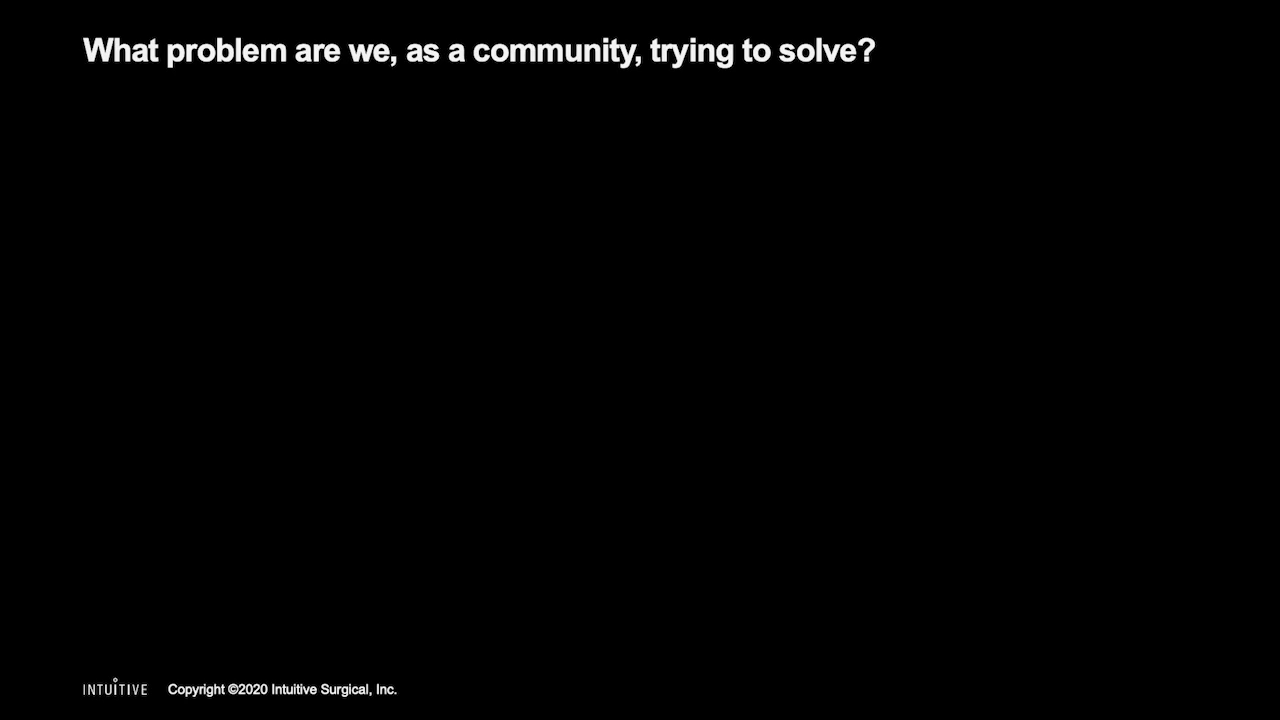 What problem are we, as a community, trying to solve?
INTUITIVE Copyright ©2020 Intuitive Surgical, Inc.